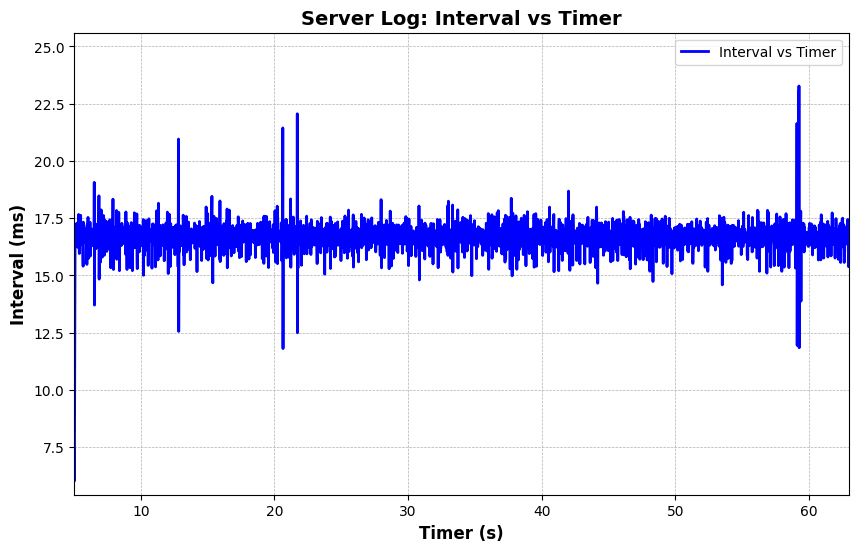 Server Log: Interval vs Timer
Interval vs Timer
25.0
22.5
20.0
17.5
15.0
12.5
10.0
7.5
Interval (ms)
10 20 30 40 50 60
Timer (s)